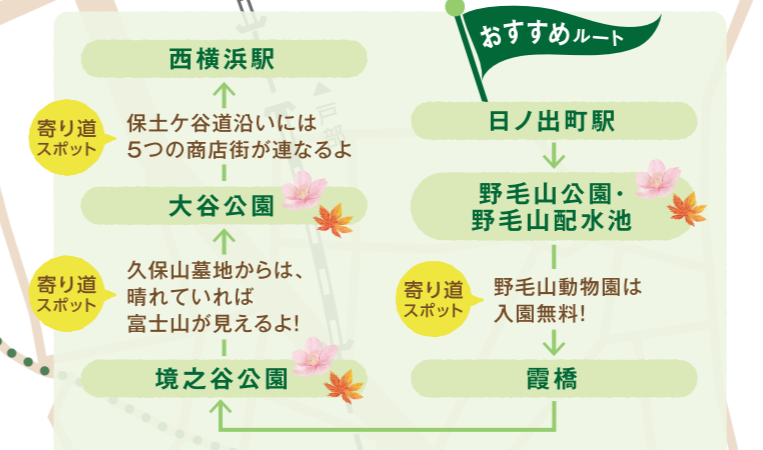 おすすめルート
日ノ出町駅
野毛山公園・
野毛山配水池
寄り道
スポット
野毛山動物園は
入園無料!
霞橋
境之谷公園
寄り道
スポット
久保山墓地からは、
晴れていれば
富士山が見えるよ!
大谷公園
寄り道
スポット
保土ケ谷道沿いには
5つの商店街が連なるよ
西横浜駅
戸部